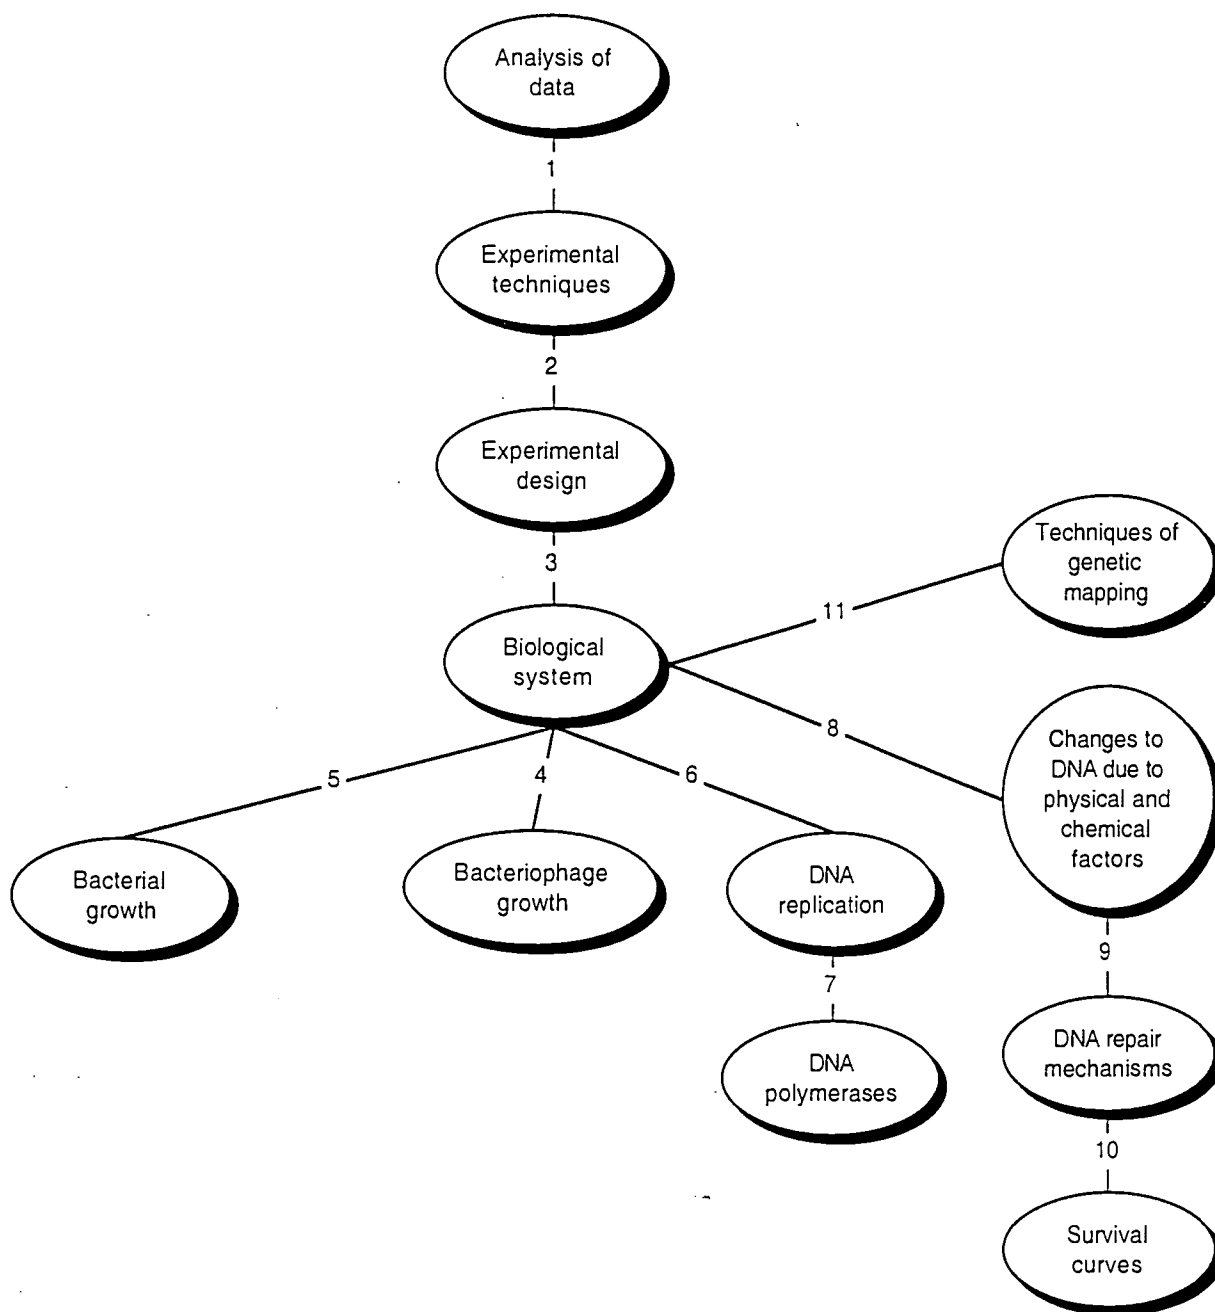 Analysis of
data
1
Experimental
techniques
2
Experimental
design
3
Techniques of
genetic
mapping
11
Biological
system
8
Changes to
DNA due to
physical and
chemical
factors
5
4
6
Bacterial
growth
Bacteriophage
growth
DNA
replication
9
7
DNA repair
mechanisms
DNA
polymerases
10
Survival
curves